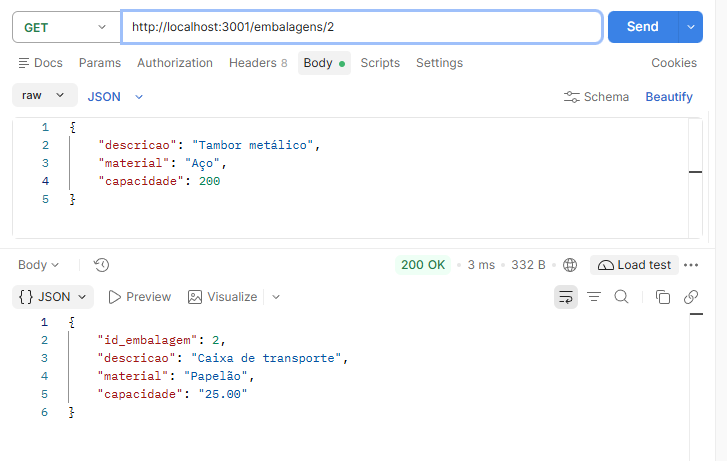 GET http://localhost:3001/embalagens/2 Send
Docs Params Authorization Headers 8 Body Scripts Settings Cookies
raw JSON Schema Beautify
1 {
2 "descricao": "Tambor metálico",
3 "material": "Aço",
4 "capacidade": 200
5 }
Body 200 OK 3 ms 332 B Load test
{} JSON Preview Visualize
1 {
2 "id_embalagem": 2,
3 "descricao": "Caixa de transporte",
4 "material": "Papelão",
5 "capacidade": "25.00"
6 }